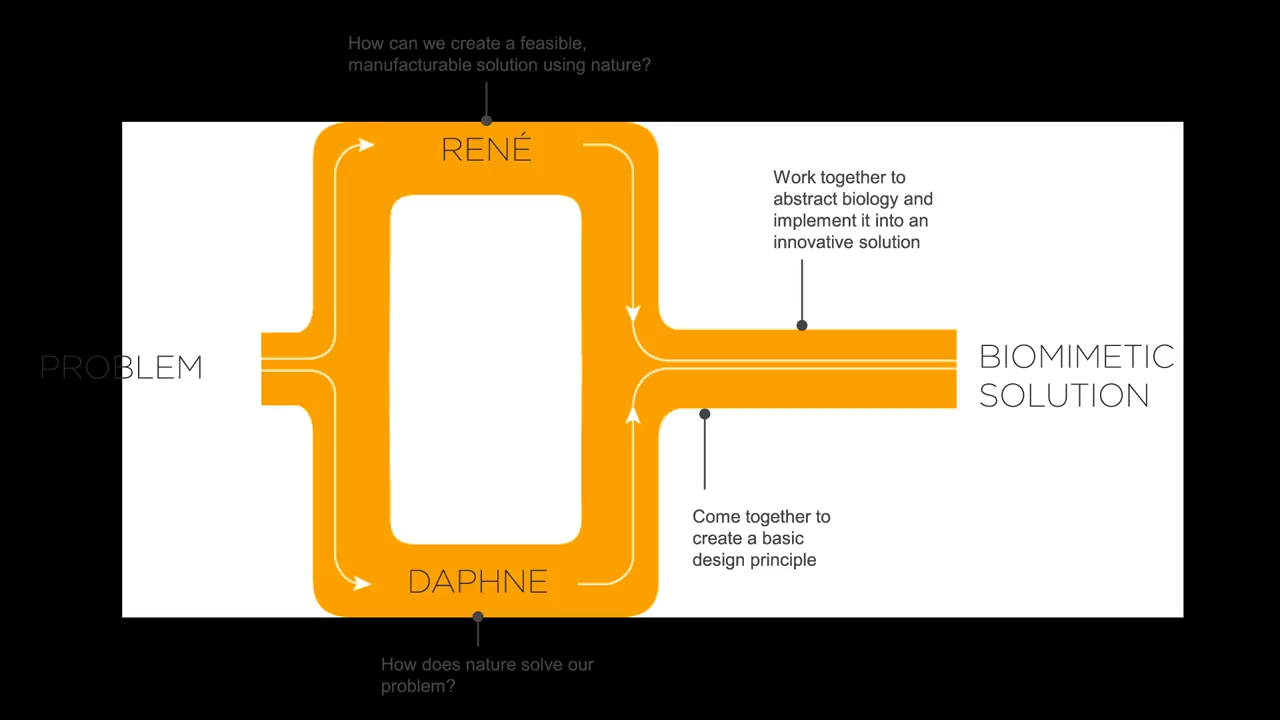 How can we create a feasible,
manufacturable solution using nature?
RENÉ
Work together to
abstract biology and
implement it into an
innovative solution
PROBLEM
BIOMIMETIC
SOLUTION
Come together to
create a basic
design principle
DAPHNE
How does nature solve our
problem?